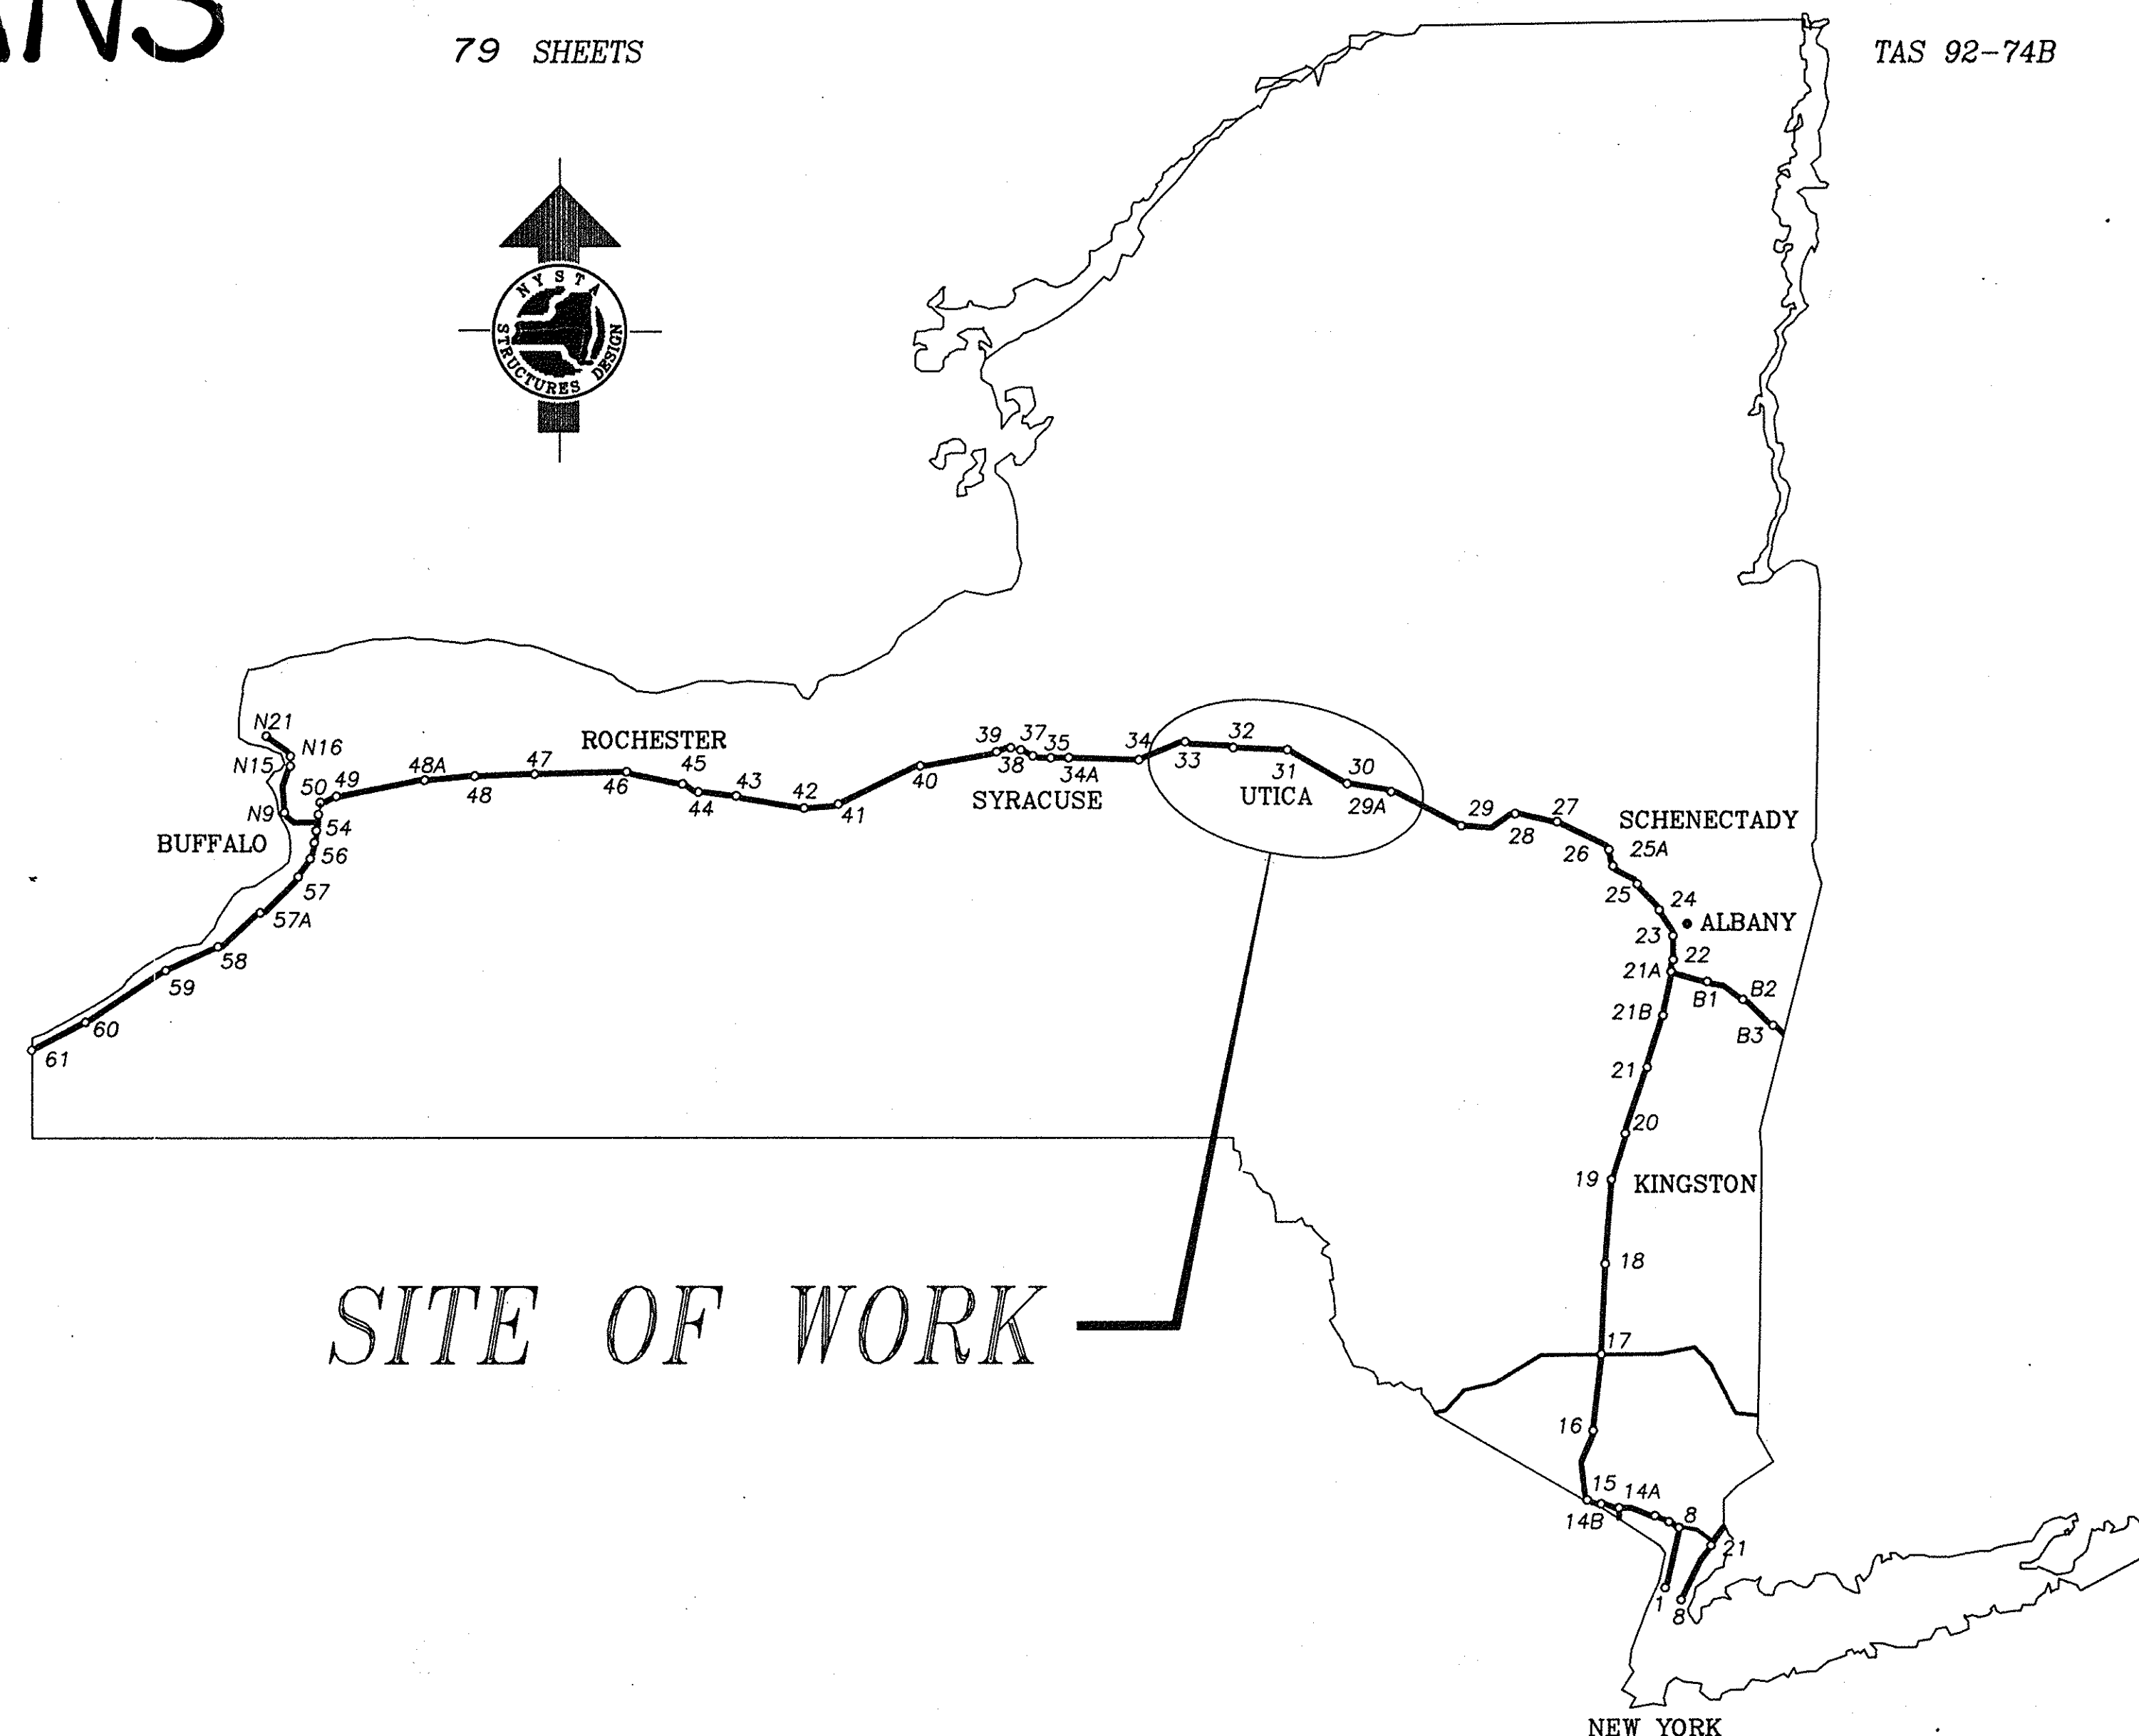 ANS
79 SHEETS
TAS 92-74B
NYSTA
STRUCTURES DESIGN
N21
N16
N15
N9
BUFFALO
50
49
48A
48
47
ROCHESTER
46
45
44
43
42
41
40
39
38
37
35
34A
SYRACUSE
34
33
32
31
UTICA
30
29A
29
28
27
26
SCHENECTADY
25A
25
24
ALBANY
23
22
21A
B1
B2
B3
21B
21
20
19
KINGSTON
18
54
56
57
57A
58
59
60
61
SITE OF WORK
17
16
15
14A
14B
8
21
1
8
NEW YORK